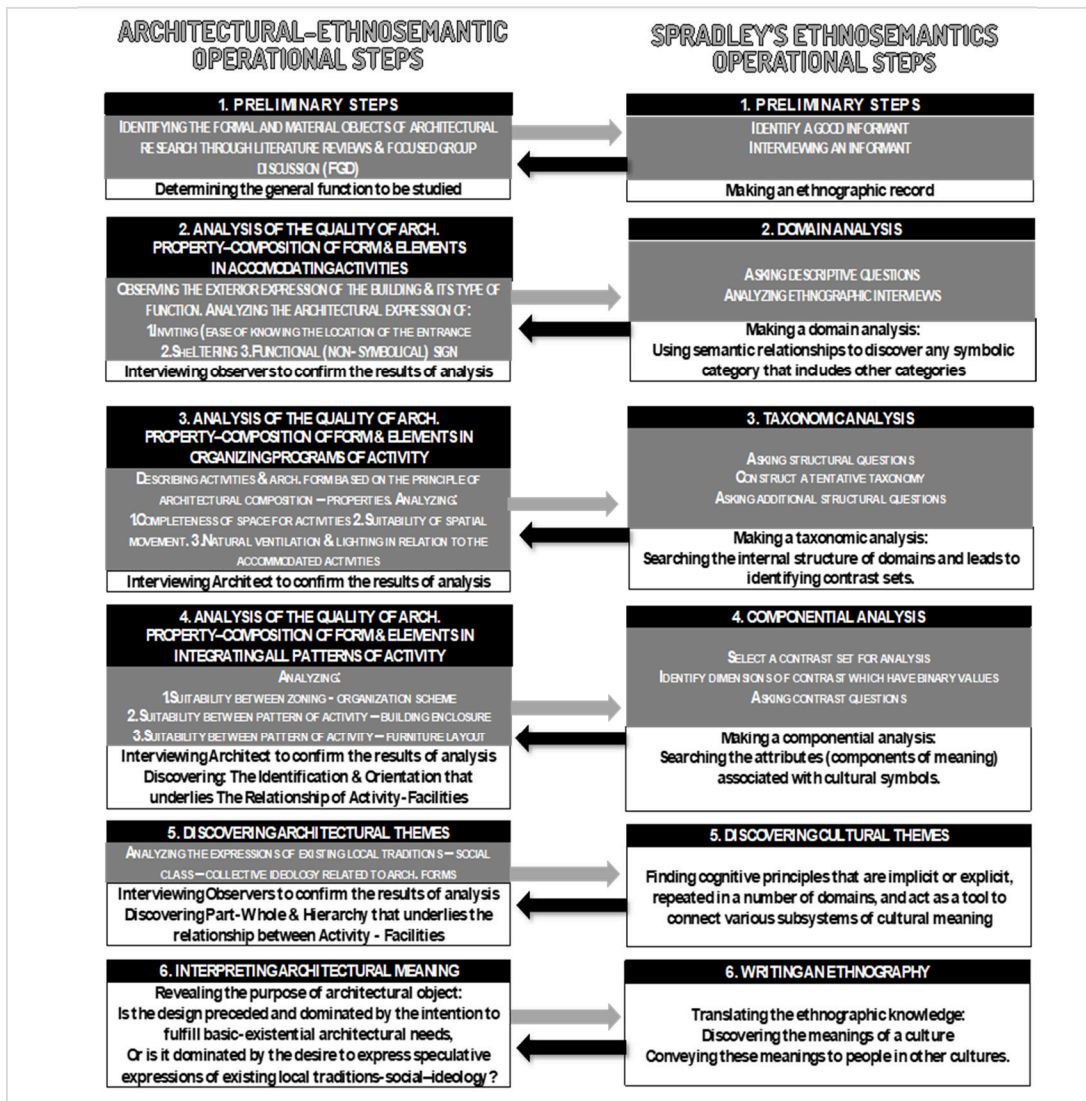 ARCHITECTURAL-ETHNOSEMANTIC
OPERATIONAL STEPS
1. PRELIMINARY STEPS
IDENTIFYING THE FORMAL AND MATERIAL OBJECTS OF ARCHITECTURAL
RESEARCH THROUGH LITERATURE REVIEWS & FOCUSED GROUP
DISCUSSION (FGD)
Determining the general function to be studied
2. ANALYSIS OF THE QUALITY OF ARCH.
PROPERTY–COMPOSITION OF FORM & ELEMENTS
IN ACCOMODATING ACTIVITIES
OBSERVING THE EXTERIOR EXPRESSION OF THE BUILDING & ITS TYPE OF
FUNCTION. ANALYZING THE ARCHITECTURAL EXPRESSION OF:
1.INVITING (EASE OF KNOWING THE LOCATION OF THE ENTRANCE
2.SHELTERING 3.FUNCTIONAL (NON- SYMBOLICAL) SIGN
Interviewing observers to confirm the results of analysis
3. ANALYSIS OF THE QUALITY OF ARCH.
PROPERTY–COMPOSITION OF FORM & ELEMENTS IN
ORGANIZING PROGRAMS OF ACTIVITY
DESCRIBING ACTIVITIES & ARCH. FORM BASED ON THE PRINCIPLE OF
ARCHITECTURAL COMPOSITION – PROPERTIES. ANALYZING:
1.COMPLETENESS OF SPACE FOR ACTIVITIES 2.SUITABILITY OF SPATIAL
MOVEMENT. 3.NATURAL VENTILATION & LIGHTING IN RELATION TO THE
ACCOMMODATED ACTIVITIES
Interviewing Architect to confirm the results of analysis
4. ANALYSIS OF THE QUALITY OF ARCH.
PROPERTY–COMPOSITION OF FORM & ELEMENTS IN
INTEGRATING ALL PATTERNS OF ACTIVITY
ANALYZING:
1.SUITABILITY BETWEEN ZONING - ORGANIZATION SCHEME
2.SUITABILITY BETWEEN PATTERN OF ACTIVITY – BUILDING ENCLOSURE
3.SUITABILITY BETWEEN PATTERN OF ACTIVITY – FURNITURE LAYOUT
Interviewing Architect to confirm the results of analysis
Discovering: The Identification & Orientation that
underlies The Relationship of Activity-Facilities
5. DISCOVERING ARCHITECTURAL THEMES
ANALYZING THE EXPRESSIONS OF EXISTING LOCAL TRADITIONS – SOCIAL
CLASS – COLLECTIVE IDEOLOGY RELATED TO ARCH. FORMS
Interviewing Observers to confirm the results of analysis
Discovering Part-Whole & Hierarchy that underlies the
relationship between Activity - Facilities
6. INTERPRETING ARCHITECTURAL MEANING
Revealing the purpose of architectural object:
Is the design preceded and dominated by the intention to
fulfill basic-existential architectural needs,
Or is it dominated by the desire to express speculative
expressions of existing local traditions-social–ideology?
SPRADLEY'S ETHNOSEMANTICS
OPERATIONAL STEPS
1. PRELIMINARY STEPS
IDENTIFY A GOOD INFORMANT
INTERVIEWING AN INFORMANT
Making an ethnographic record
2. DOMAIN ANALYSIS
ASKING DESCRIPTIVE QUESTIONS
ANALYZING ETHNOGRAPHIC INTERVIEWS
Making a domain analysis:
Using semantic relationships to discover any symbolic
category that includes other categories
3. TAXONOMIC ANALYSIS
ASKING STRUCTURAL QUESTIONS
CONSTRUCT A TENTATIVE TAXONOMY
ASKING ADDITIONAL STRUCTURAL QUESTIONS
Making a taxonomic analysis:
Searching the internal structure of domains and leads to
identifying contrast sets.
4. COMPONENTIAL ANALYSIS
SELECT A CONTRAST SET FOR ANALYSIS
IDENTIFY DIMENSIONS OF CONTRAST WHICH HAVE BINARY VALUES
ASKING CONTRAST QUESTIONS
Making a componential analysis:
Searching the attributes (components of meaning)
associated with cultural symbols.
5. DISCOVERING CULTURAL THEMES
Finding cognitive principles that are implicit or explicit,
repeated in a number of domains, and act as a tool to
connect various subsystems of cultural meaning
6. WRITING AN ETHNOGRAPHY
Translating the ethnographic knowledge:
Discovering the meanings of a culture
Conveying these meanings to people in other cultures.